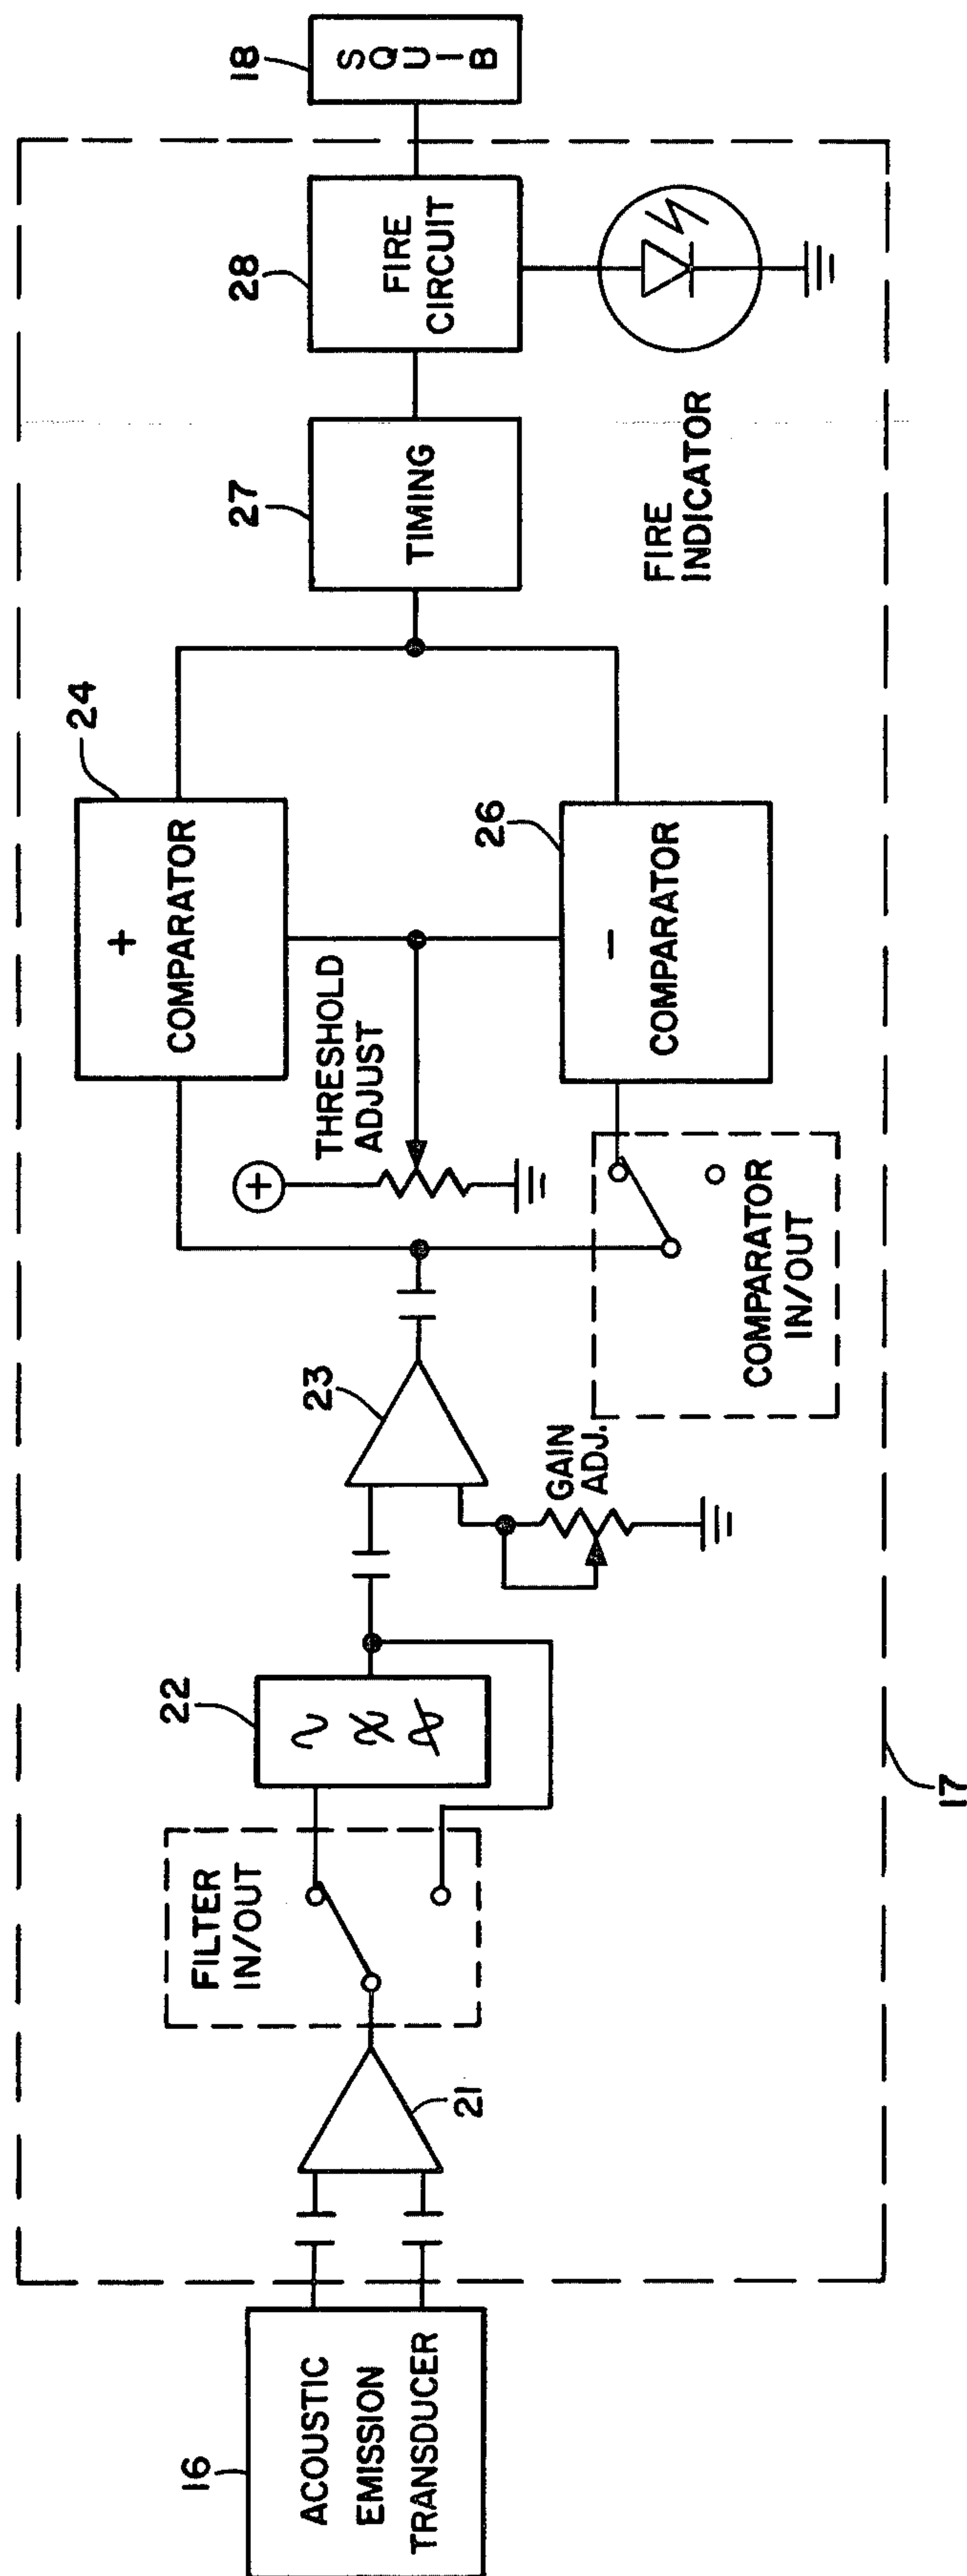 16
ACOUSTIC
EMISSION
TRANSDUCER
21
FILTER
IN/OUT
22
23
GAIN
ADJ.
THRESHOLD
ADJUST
+
COMPARATOR
IN/OUT
24
+
COMPARATOR
26
-
COMPARATOR
27
TIMING
28
FIRE
CIRCUIT
FIRE
INDICATOR
18
SQUIB
17